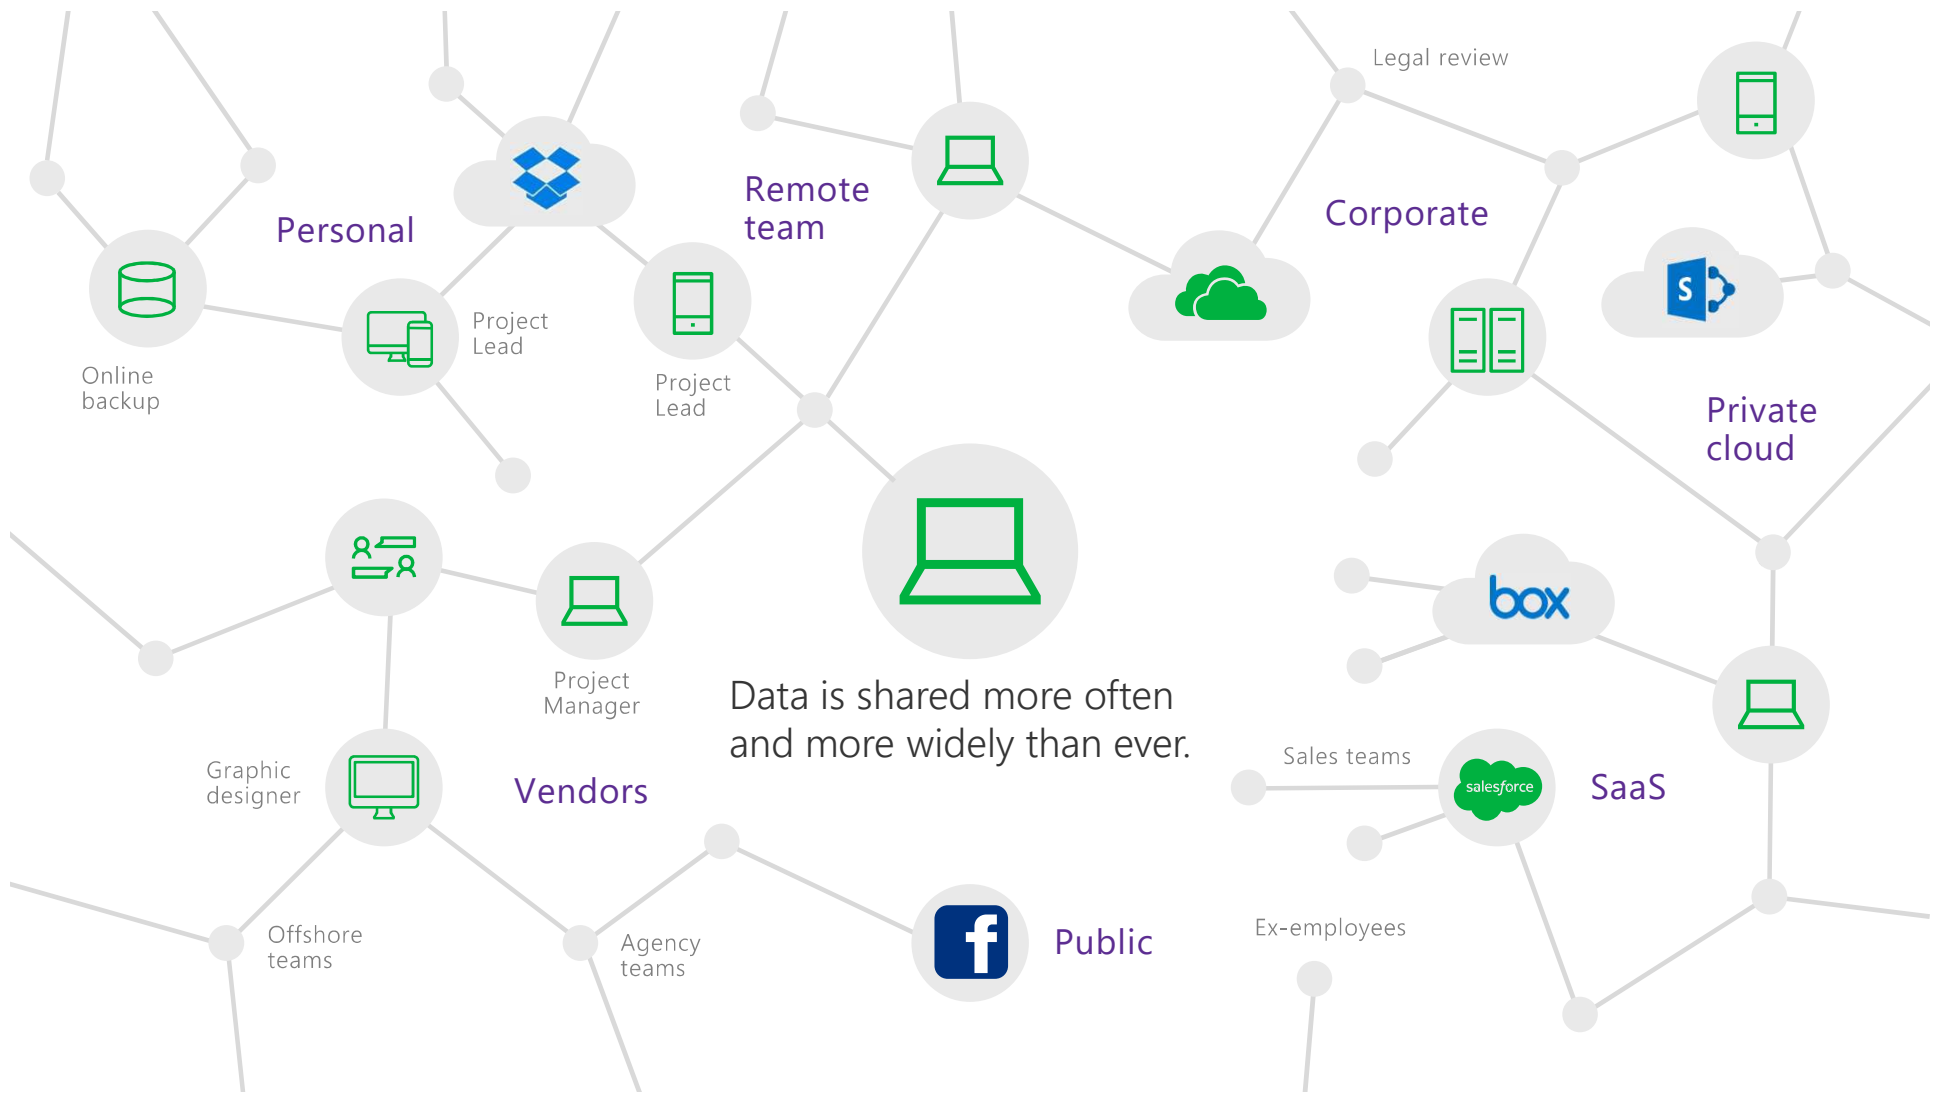 Legal review
Remote
team
Personal
Corporate
S
Project
Lead
Online
backup
Project
Lead
Private
cloud
box
Project
Manager
Data is shared more often
and more widely than ever.
Graphic
designer
Vendors
Sales teams
salesforce
SaaS
Offshore
teams
Agency
teams
f
Public
Ex-employees